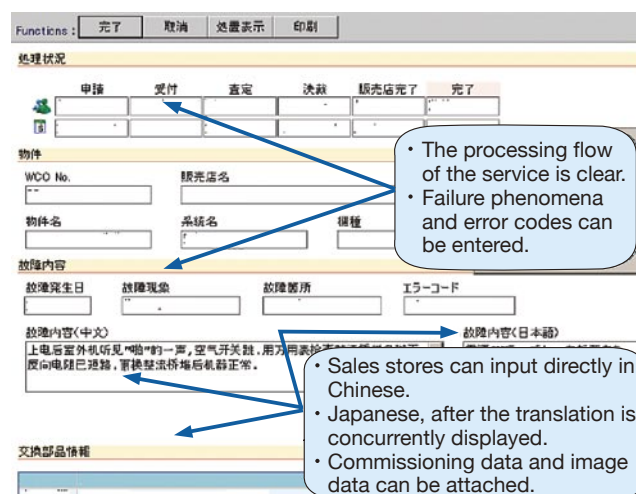 Functions : 完了 取消 処置表示 印刷
処理状況
申請 受付 査定 決裁 販売店完了 完了
物件
WCO No. 販売店名
物件名 系統名 機種
故障内容
故障発生日 故障現象 故障箇所 エラーコード
故障内容(中文) 故障内容(日本語)
上电后室外机听见"啪"的一声,空气开关跳.用万用表检
反向电阻已短路,更换整流桥堆后机器正常.
交換部品情報
・ The processing flow
of the service is clear.
・ Failure phenomena
and error codes can
be entered.
・ Sales stores can input directly in
Chinese.
・ Japanese, after the translation is
concurrently displayed.
・ Commissioning data and image
data can be attached.